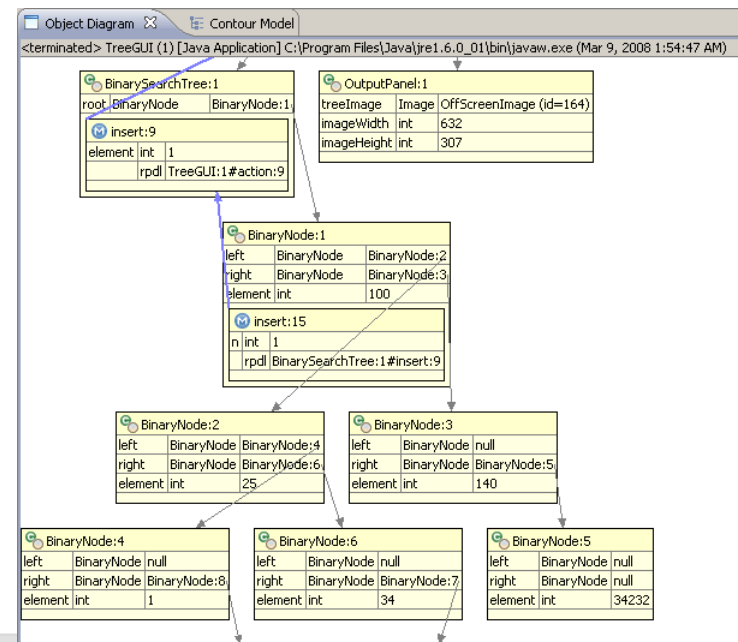 Object Diagram Contour Model
<terminated> TreeGUI (1) [Java Application] C:\Program Files\Java\jre1.6.0_01\bin\javaw.exe (Mar 9, 2008 1:54:47 AM)
BinarySearchTree:1
root BinaryNode BinaryNode:1
insert:9
element int 1
rpdl TreeGUI:1#action:9
OutputPanel:1
treeImage Image OffScreenImage (id=164)
imageWidth int 632
imageHeight int 307
BinaryNode:1
left BinaryNode BinaryNode:2
right BinaryNode BinaryNode:3
element int 100
insert:15
n int 1
rpdl BinarySearchTree:1#insert:9
BinaryNode:2
left BinaryNode BinaryNode:4
right BinaryNode BinaryNode:6
element int 25
BinaryNode:3
left BinaryNode null
right BinaryNode BinaryNode:5
element int 140
BinaryNode:4
left BinaryNode null
right BinaryNode BinaryNode:8
element int 1
BinaryNode:6
left BinaryNode null
right BinaryNode BinaryNode:7
element int 34
BinaryNode:5
left BinaryNode null
right BinaryNode null
element int 34232